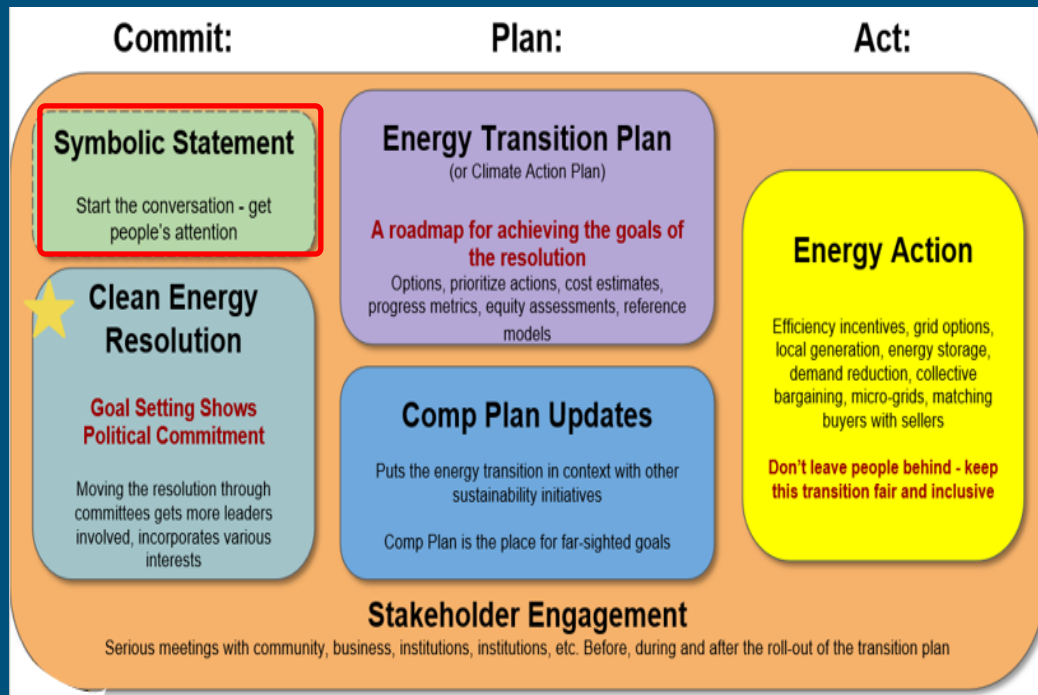 Commit:
Plan:
Act:
Symbolic Statement
Start the conversation - get
people's attention
Clean Energy
Resolution
Goal Setting Shows
Political Commitment
Moving the resolution through
committees gets more leaders
involved, incorporates various
interests
Energy Transition Plan
(or Climate Action Plan)
A roadmap for achieving the goals of
the resolution
Options, prioritize actions, cost estimates,
progress metrics, equity assessments, reference
models
Comp Plan Updates
Puts the energy transition in context with other
sustainability initiatives
Comp Plan is the place for far-sighted goals
Energy Action
Efficiency incentives, grid options,
local generation, energy storage,
demand reduction, collective
bargaining, micro-grids, matching
buyers with sellers
Don't leave people behind - keep
this transition fair and inclusive
Stakeholder Engagement
Serious meetings with community, business, institutions, institutions, etc. Before, during and after the roll-out of the transition plan